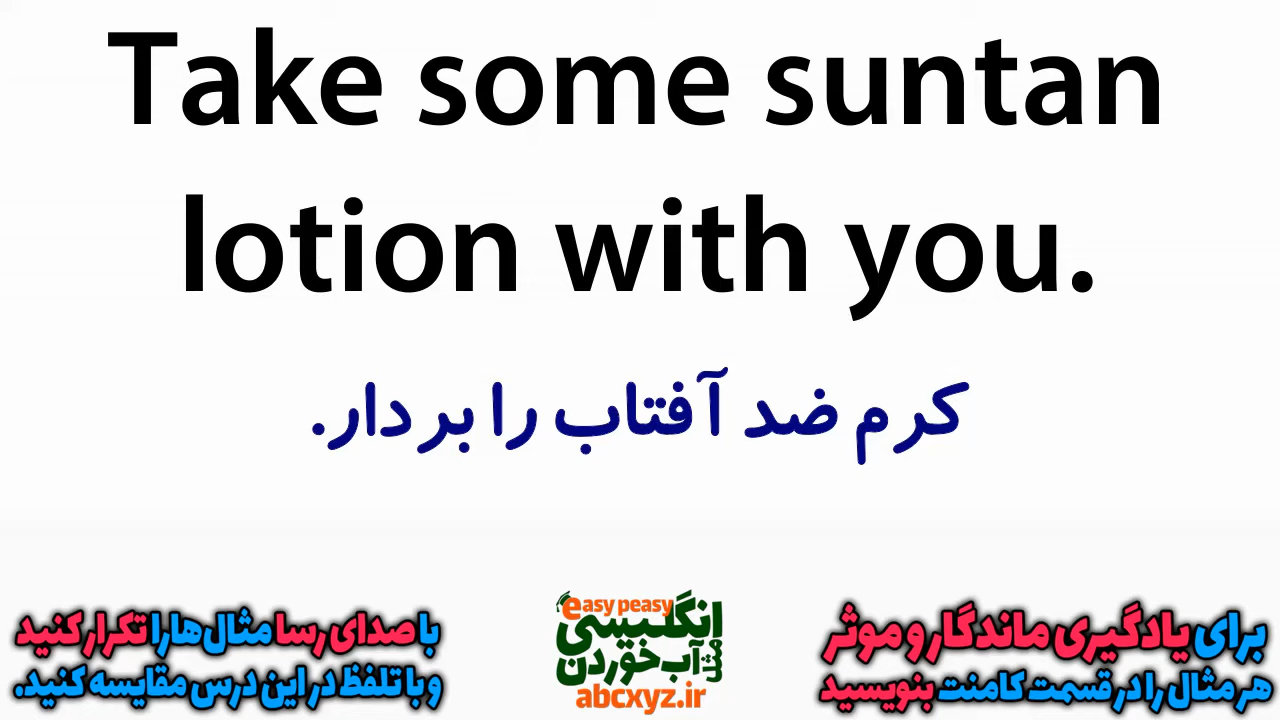 Take some suntan
lotion with you.
کرم ضد آفتاب را بردار.
برای یادگیری ماندگار و موثر
هر مثال را در قسمت کامنت بنویسید
easy peasy
انگلیسی
مثل آب خوردن
abcxyz.ir
با صدای رسا مثال‌ها را تکرار کنید
و با تلفظ در این درس مقایسه کنید.